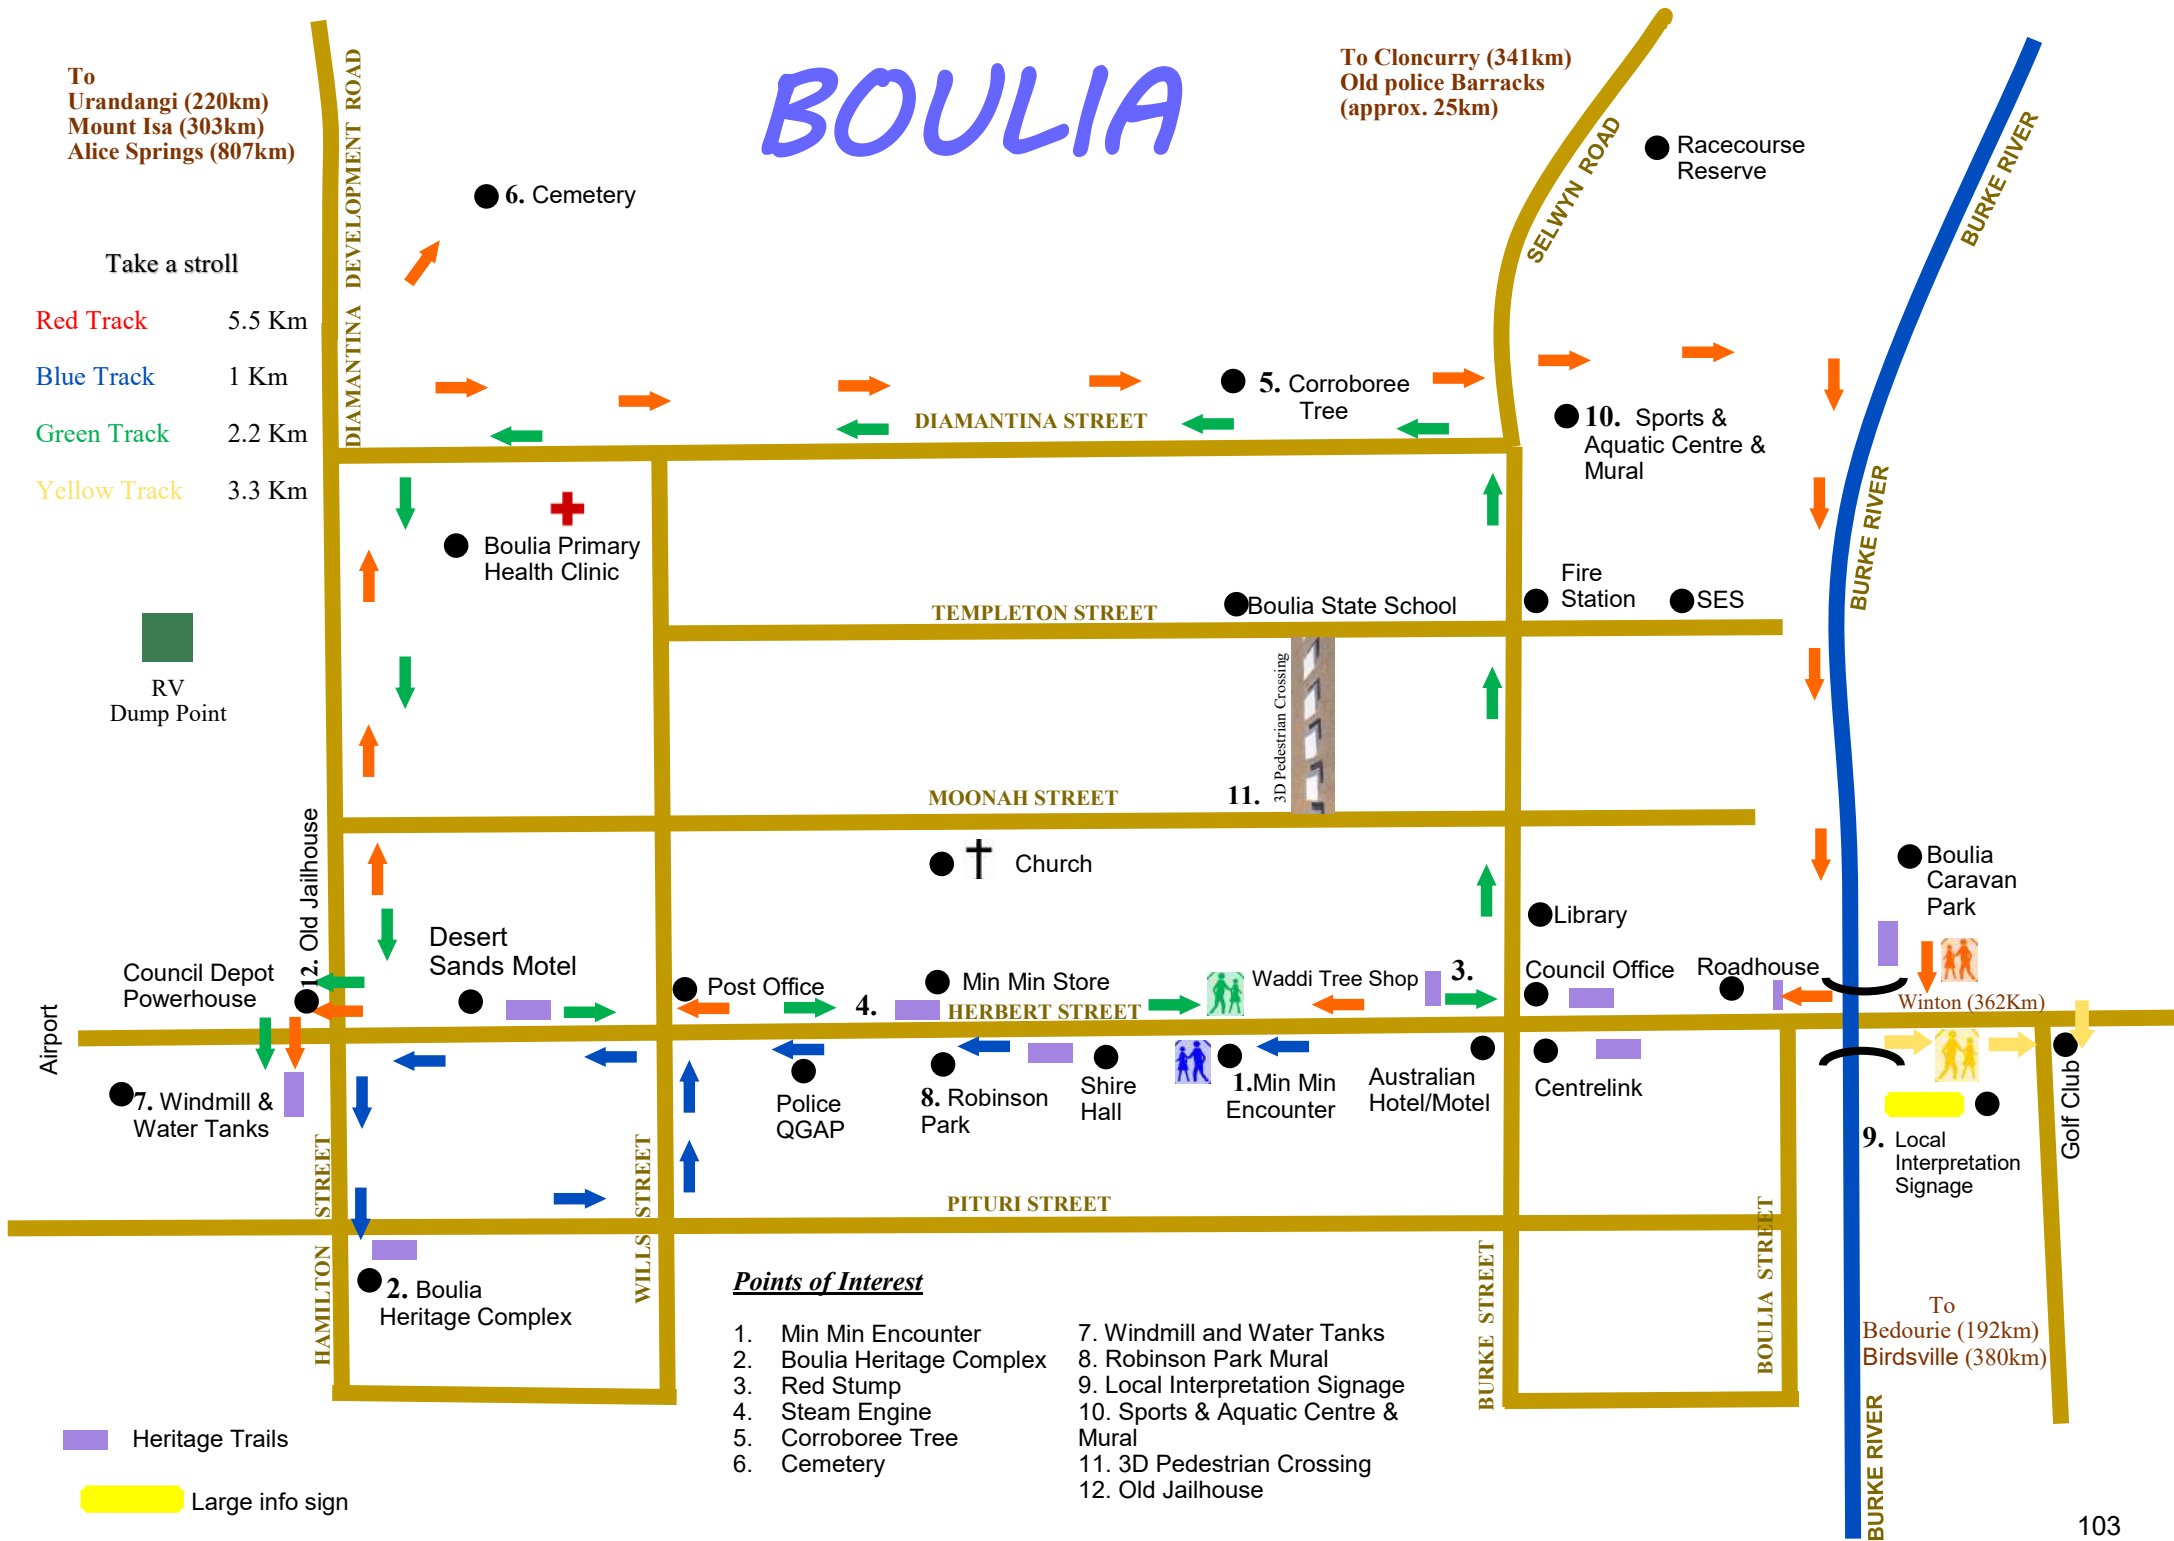 BOULIA
To
Urandangi (220km)
Mount Isa (303km)
Alice Springs (807km)
DIAMANTINA DEVELOPMENT ROAD
To Cloncurry (341km)
Old police Barracks
(approx. 25km)
SELWYN ROAD
Racecourse
Reserve
BURKE RIVER
6. Cemetery
Take a stroll
Red Track 5.5 Km
Blue Track 1 Km
Green Track 2.2 Km
Yellow Track 3.3 Km
5. Corroboree
Tree
DIAMANTINA STREET
10. Sports &
Aquatic Centre &
Mural
BURKE RIVER
Boulia Primary
Health Clinic
Fire
Station
SES
Boulia State School
TEMPLETON STREET
RV
Dump Point
3D Pedestrian Crossing
11.
MOONAH STREET
12. Old Jailhouse
Church
Boulia
Caravan
Park
Library
Desert
Sands Motel
Council Depot
Powerhouse
Post Office
4.
Min Min Store
Waddi Tree Shop
3.
Council Office
Roadhouse
Winton (362Km)
HERBERT STREET
Airport
7. Windmill &
Water Tanks
Police
QGAP
8. Robinson
Park
Shire
Hall
1.Min Min
Encounter
Australian
Hotel/Motel
Centrelink
Golf Club
9. Local
Interpretation
Signage
PITURI STREET
HAMILTON STREET
WILLS STREET
BURKE STREET
BOULIA STREET
2. Boulia
Heritage Complex
To
Bedourie (192km)
Birdsville (380km)
BURKE RIVER
Points of Interest
1. Min Min Encounter
2. Boulia Heritage Complex
3. Red Stump
4. Steam Engine
5. Corroboree Tree
6. Cemetery
7. Windmill and Water Tanks
8. Robinson Park Mural
9. Local Interpretation Signage
10. Sports & Aquatic Centre &
Mural
11. 3D Pedestrian Crossing
12. Old Jailhouse
Heritage Trails
Large info sign
103